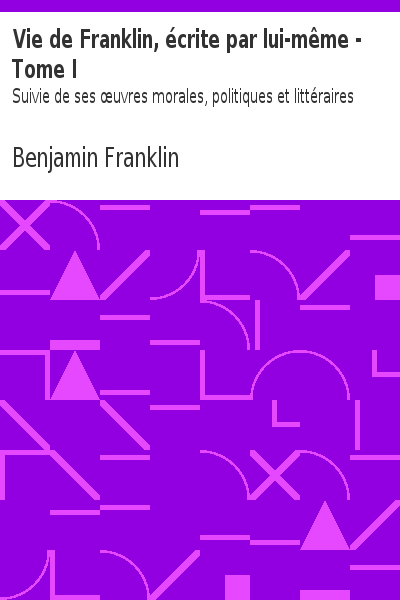 Vie de Franklin, écrite par lui-même -
Tome I
Suivie de ses œuvres morales, politiques et littéraires
Benjamin Franklin